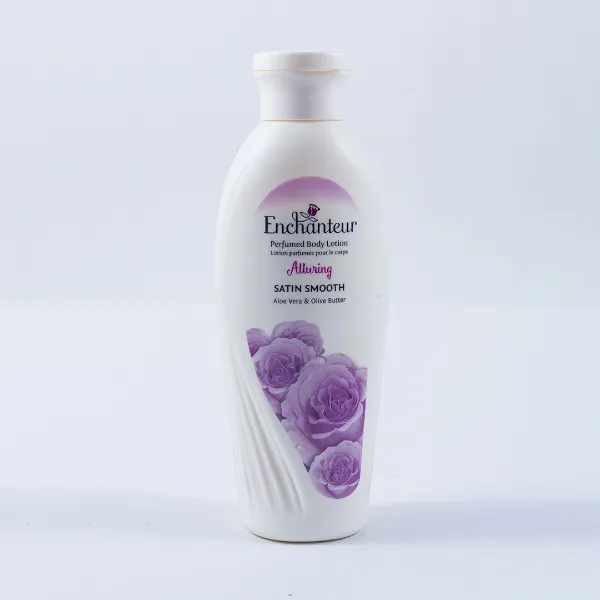 Enchanteur
Perfumed Body Lotion
Lotion parfumée pour le corps
Alluring
SATIN SMOOTH
Aloe Vera & Olive Butter